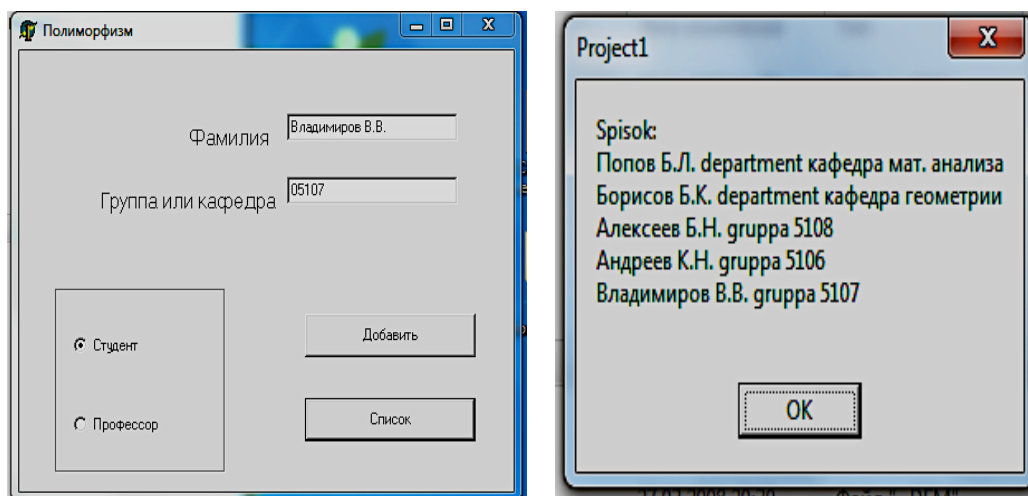 Полиморфизм
Фамилия
Владимиров В.В.
Группа или кафедра
05107
Студент
Профессор
Добавить
Список
Project1
Spisok:
Попов Б.Л. department кафедра мат. анализа
Борисов Б.К. department кафедра геометрии
Алексеев Б.Н. gruppa 5108
Андреев К.Н. gruppa 5106
Владимиров В.В. gruppa 5107
OK